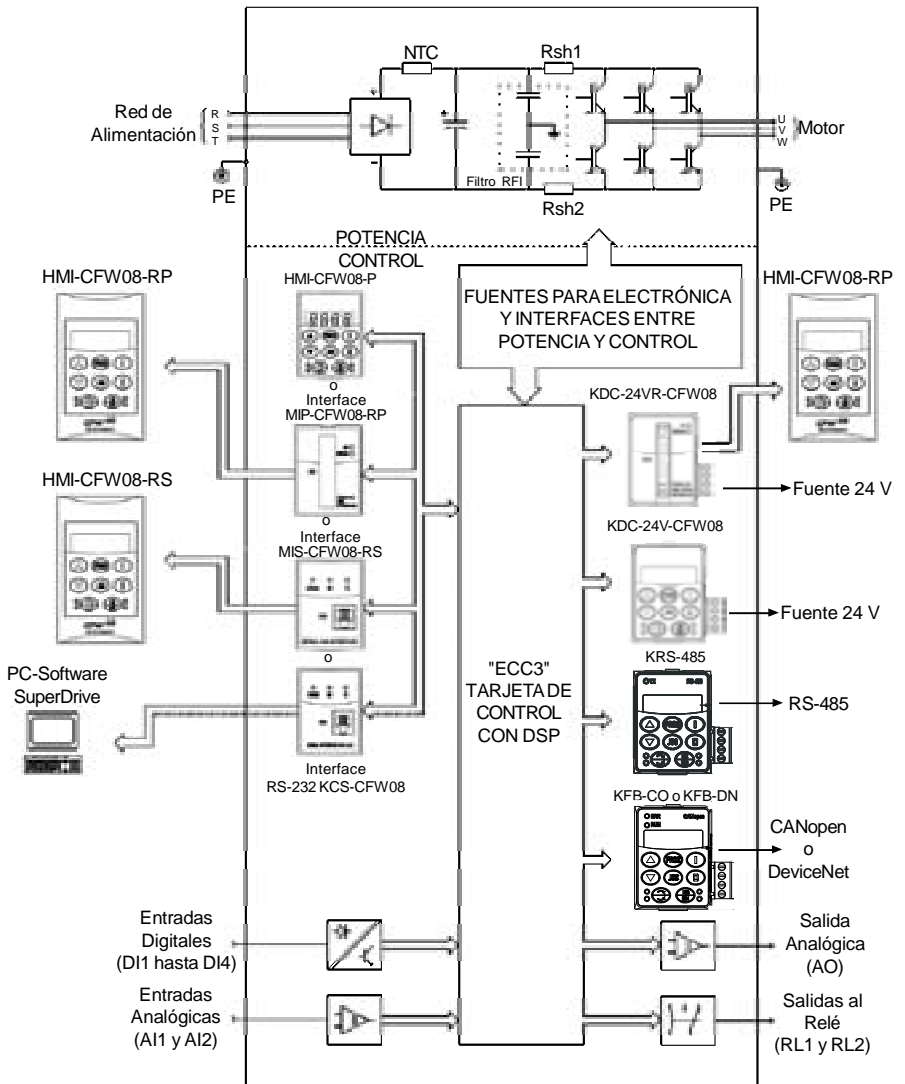 NTC
Rsh1
Red de
Alimentación
R
S
T
U
V
W
Motor
PE
Filtro RFI
Rsh2
PE
POTENCIA
CONTROL
HMI-CFW08-RP
HMI-CFW08-P
FUENTES PARA ELECTRÓNICA
Y INTERFACES ENTRE
POTENCIA Y CONTROL
HMI-CFW08-RP
o
Interface
MIP-CFW08-RP
KDC-24VR-CFW08
Fuente 24 V
HMI-CFW08-RS
o
Interface
MIS-CFW08-RS
KDC-24V-CFW08
Fuente 24 V
o
PC-Software
SuperDrive
"ECC3"
TARJETA DE
CONTROL
CON DSP
KRS-485
RS-485
Interface
RS-232 KCS-CFW08
KFB-CO o KFB-DN
CANopen
CANopen
o
DeviceNet
Entradas
Digitales
(DI1 hasta DI4)
Salida
Analógica
(AO)
Entradas
Analógicas
(AI1 y AI2)
Salidas al
Relé
(RL1 y RL2)